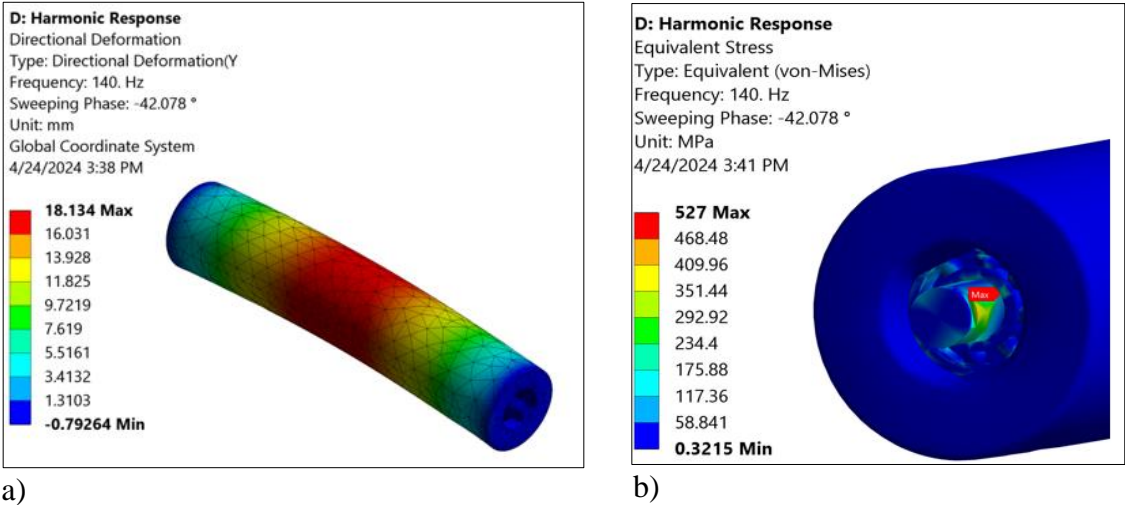 D: Harmonic Response
Directional Deformation
Type: Directional Deformation(Y
Frequency: 140. Hz
Sweeping Phase: -42.078 °
Unit: mm
Global Coordinate System
4/24/2024 3:38 PM
18.134 Max
16.031
13.928
11.825
9.7219
7.619
5.5161
3.4132
1.3103
-0.79264 Min
a)
D: Harmonic Response
Equivalent Stress
Type: Equivalent (von-Mises)
Frequency: 140. Hz
Sweeping Phase: -42.078 °
Unit: MPa
4/24/2024 3:41 PM
527 Max
468.48
409.96
351.44
292.92
234.4
175.88
117.36
58.841
0.3215 Min
Max
b)